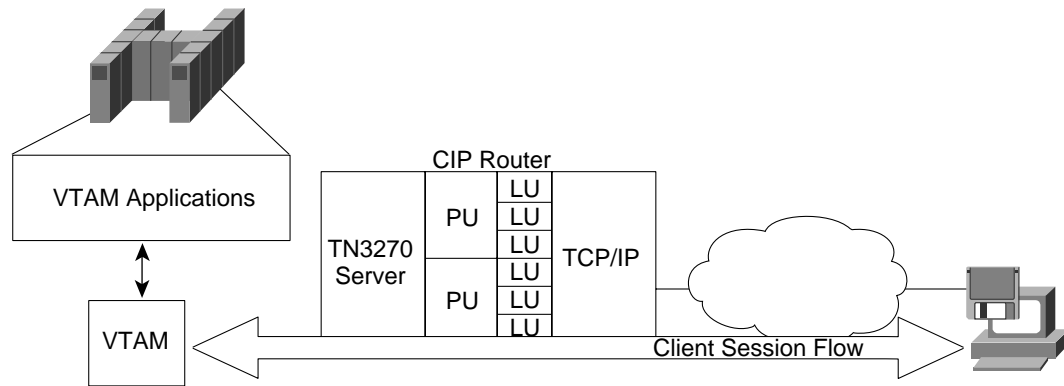 CIP Router
VTAM Applications
TN3270
Server
PU
PU
LU
LU
LU
LU
LU
LU
TCP/IP
VTAM
Client Session Flow